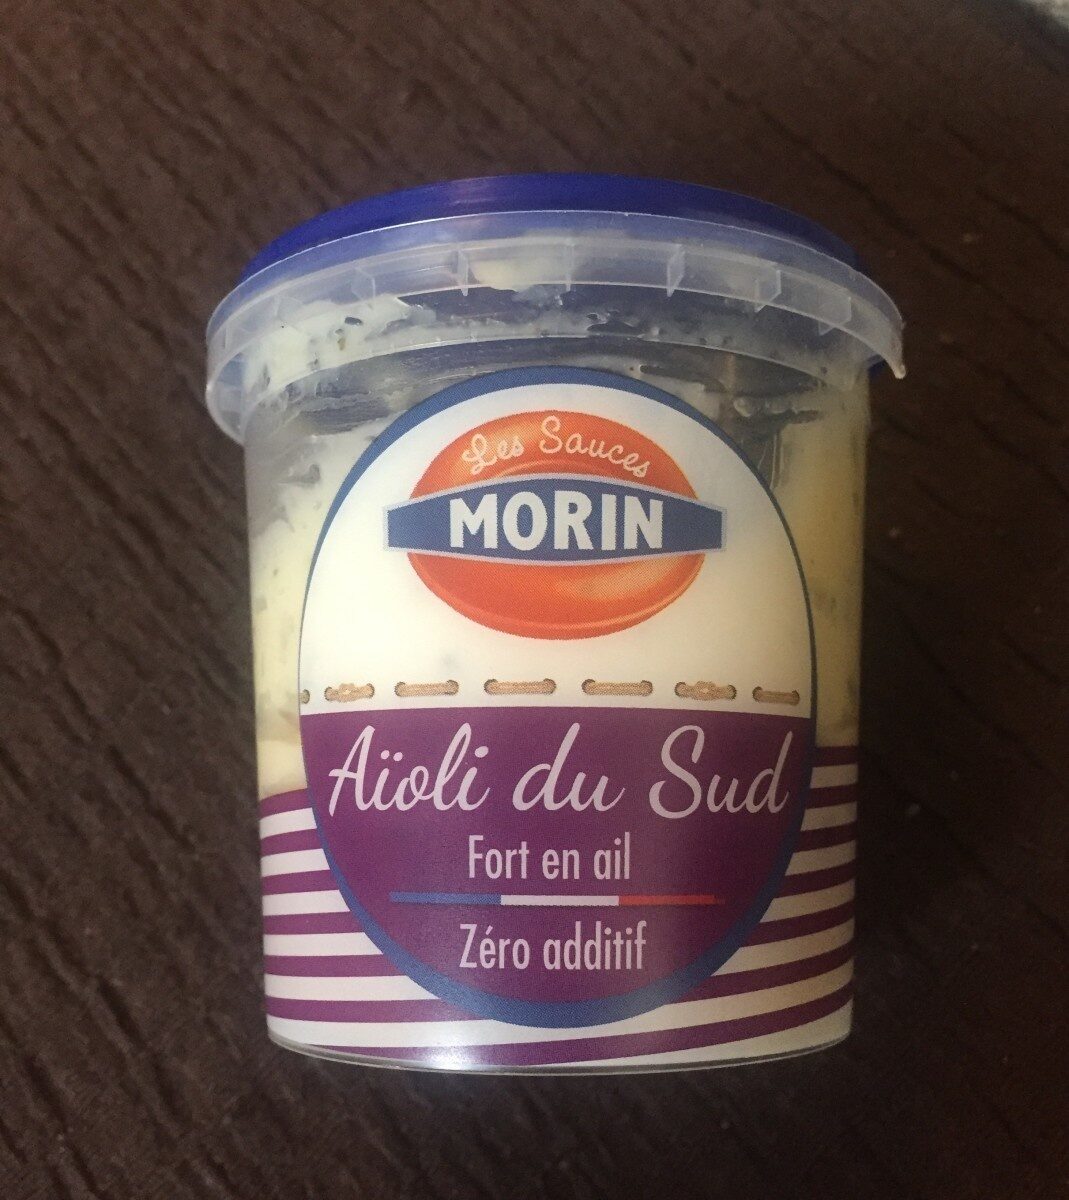 Les Sauces
MORIN
Aïoli du Sud
Fort en ail
Zéro additif